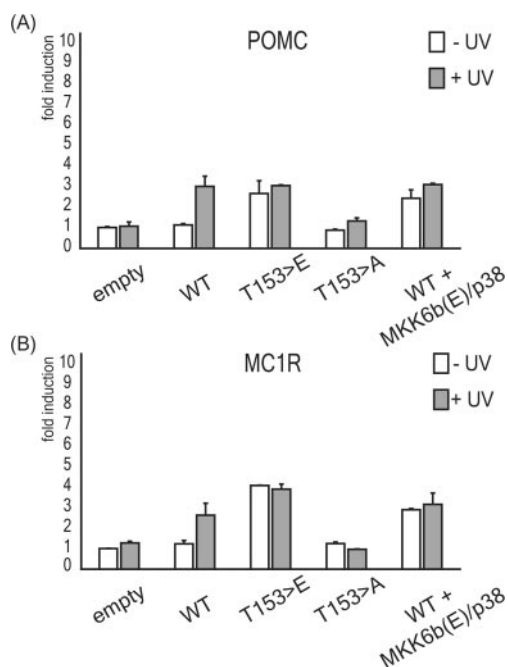 (A)
POMC
fold induction
10
9
8
7
6
5
4
3
2
1
0
- UV
+ UV
empty
WT
T153>E
T153>A
WT +
MKK6b(E)/p38
(B)
MC1R
fold induction
10
9
8
7
6
5
4
3
2
1
0
- UV
+ UV
empty
WT
T153>E
T153>A
WT +
MKK6b(E)/p38